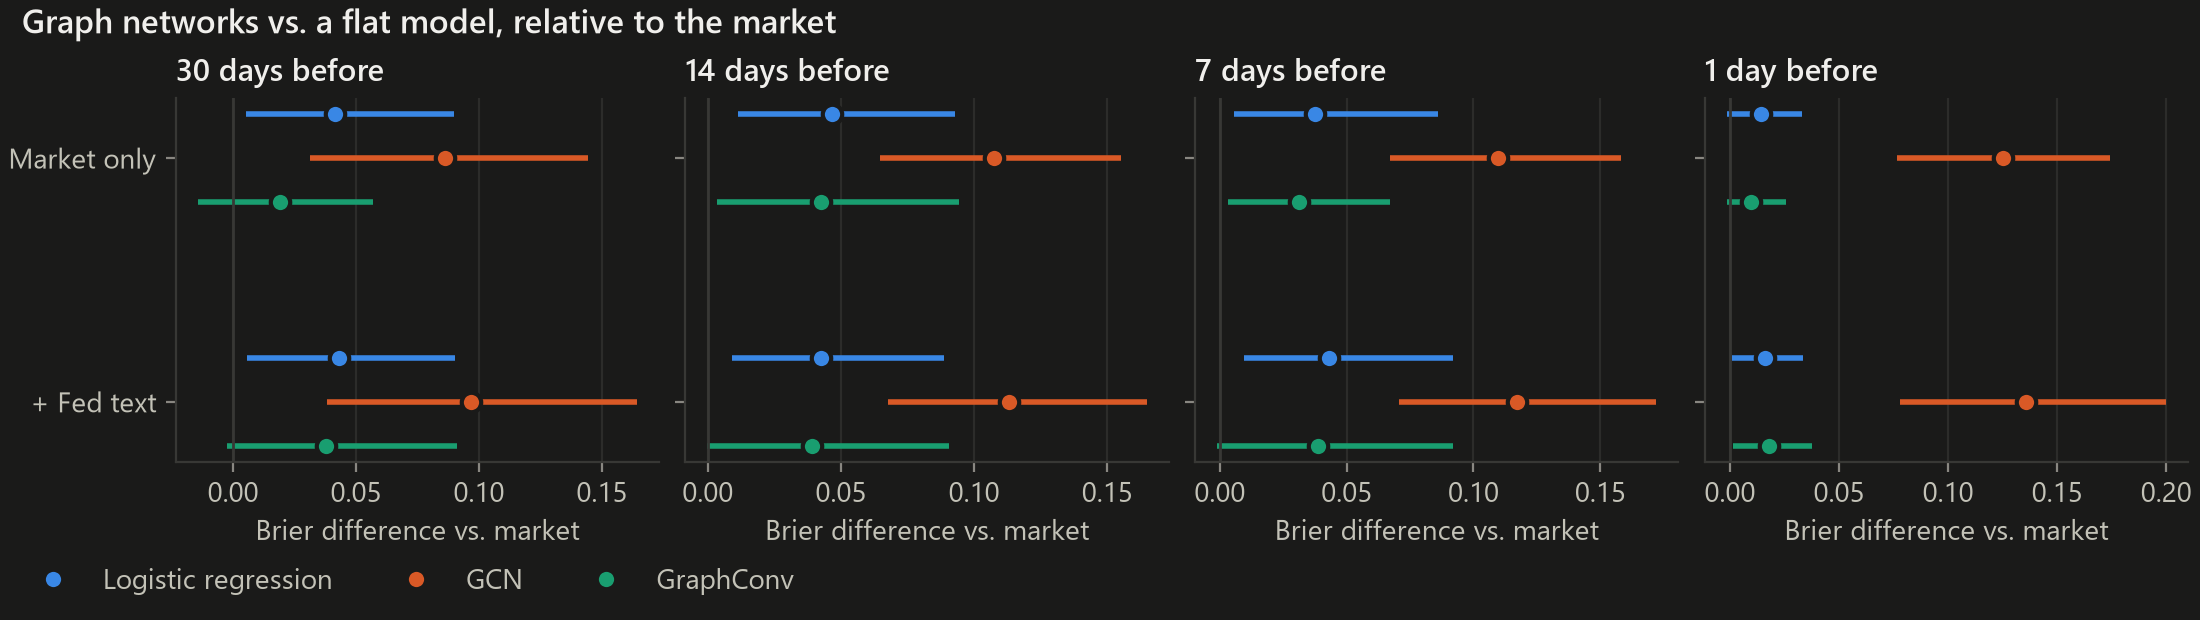 Graph networks vs. a flat model, relative to the market
30 days before
14 days before
7 days before
1 day before
Market only
+ Fed text
0.00 0.05 0.10 0.15
0.00 0.05 0.10 0.15
0.00 0.05 0.10 0.15
0.00 0.05 0.10 0.15 0.20
Brier difference vs. market
Brier difference vs. market
Brier difference vs. market
Brier difference vs. market
Logistic regression
GCN
GraphConv